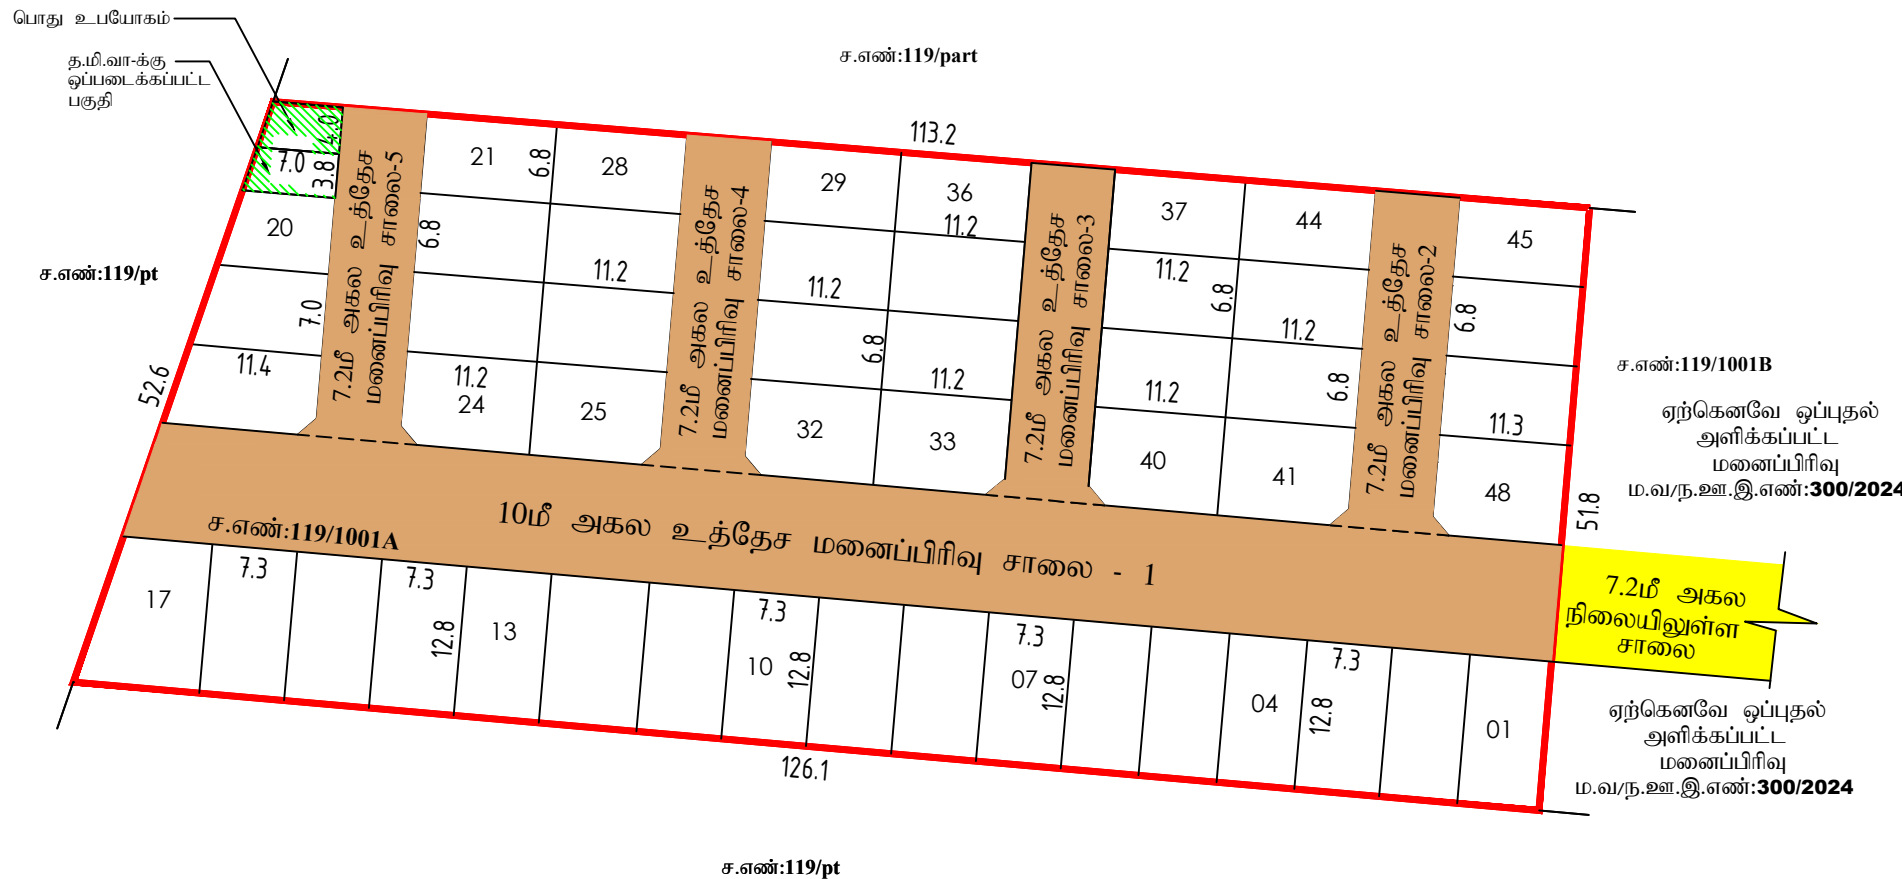 பொது உபயோகம்
த.மி.வா-க்கு
ஒப்படைக்கப்பட்ட
பகுதி
ச.எண்:119/part
113.2
4.0
7.0
3.8
21
6.8
28
29
36
11.2
37
44
45
20
7.2மீ அகல உத்தேச
மனைப்பிரிவு சாலை-5
6.8
7.2மீ அகல உத்தேச
மனைப்பிரிவு சாலை-4
7.2மீ அகல உத்தேச
மனைப்பிரிவு சாலை-3
7.2மீ அகல உத்தேச
மனைப்பிரிவு சாலை-2
ச.எண்:119/pt
11.2
11.2
11.2
6.8
6.8
7.0
11.2
6.8
11.4
52.6
11.2
24
25
32
11.2
33
11.2
40
6.8
41
11.3
48
ச.எண்:119/1001B
ஏற்கெனவே ஒப்புதல்
அளிக்கப்பட்ட
மனைப்பிரிவு
ம.வ/ந.ஊ.இ.எண்:300/2024
51.8
ச.எண்:119/1001A
10மீ அகல உத்தேச மனைப்பிரிவு சாலை - 1
7.2மீ அகல
நிலையிலுள்ள
சாலை
17
7.3
7.3
12.8
13
7.3
10
12.8
7.3
07
12.8
04
7.3
12.8
01
126.1
ஏற்கெனவே ஒப்புதல்
அளிக்கப்பட்ட
மனைப்பிரிவு
ம.வ/ந.ஊ.இ.எண்:300/2024
ச.எண்:119/pt